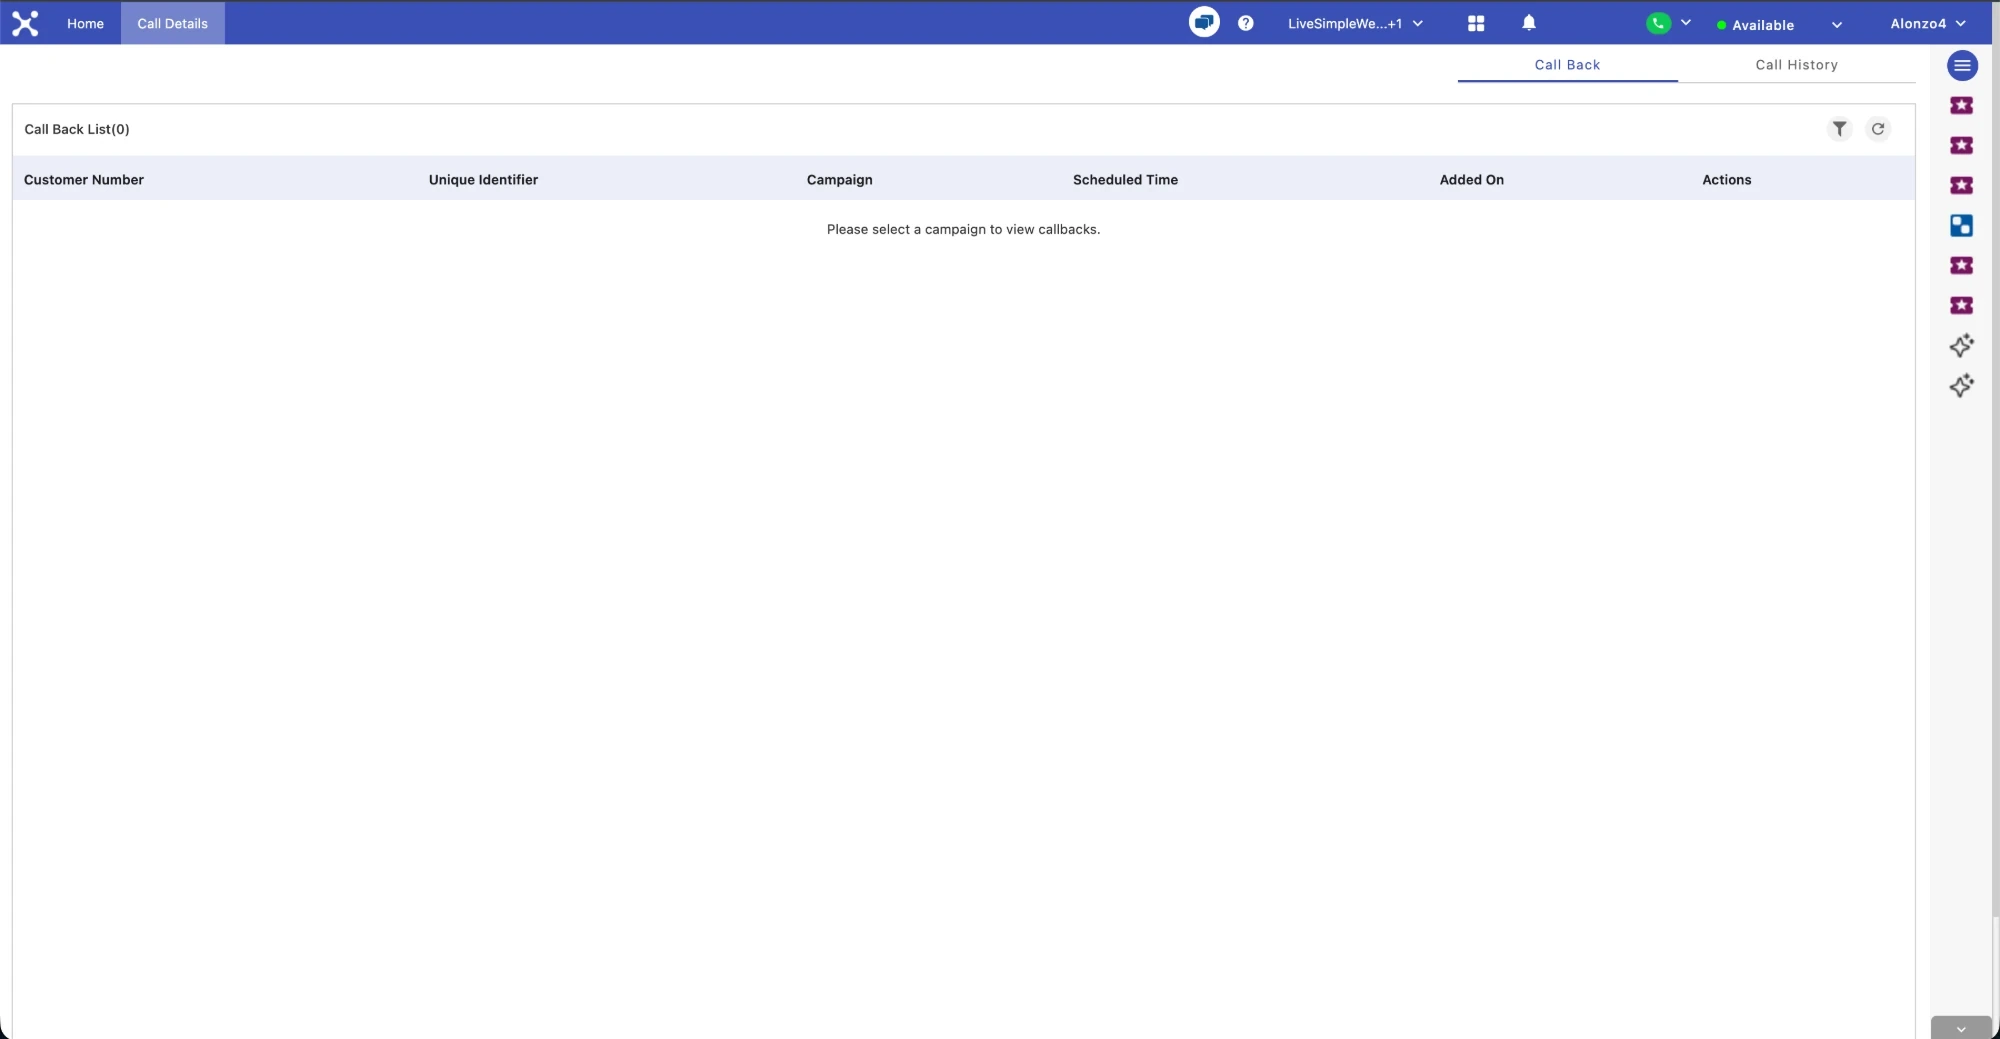 Home Call Details LiveSimpleWe...+1 Available Alonzo4
Call Back Call History
Call Back List(0)
Customer Number Unique Identifier Campaign Scheduled Time Added On Actions
Please select a campaign to view callbacks.